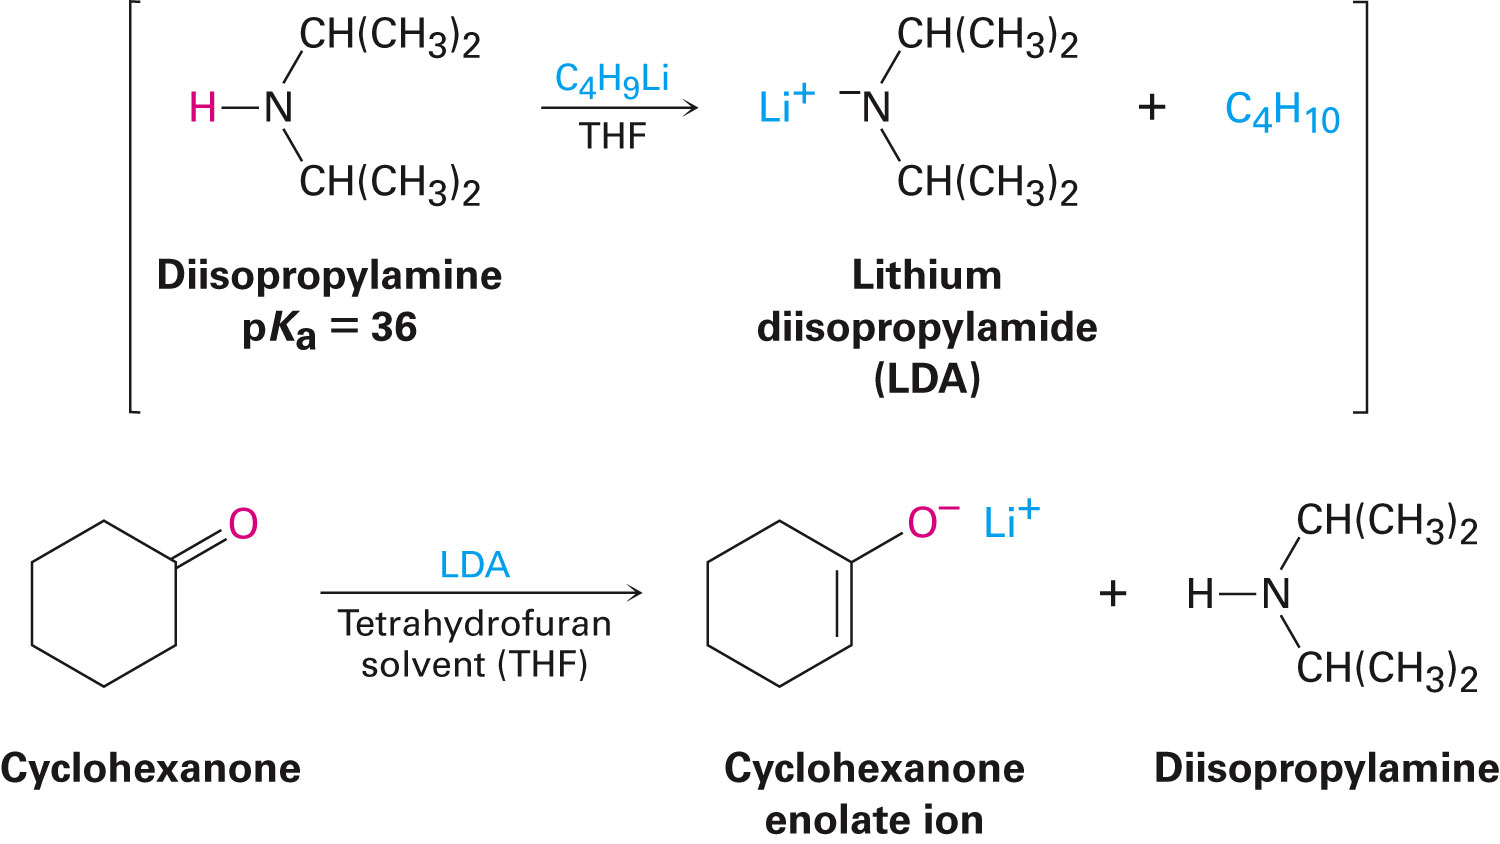 CH(CH3)2 CH(CH3)2
H—N C4H9Li THF Li+ −N + C4H10
CH(CH3)2 CH(CH3)2
Diisopropylamine Lithium
pKa = 36 diisopropylamide
(LDA)
O O− Li+ CH(CH3)2
LDA + H—N
Tetrahydrofuran
solvent (THF) CH(CH3)2
Cyclohexanone Cyclohexanone Diisopropylamine
enolate ion